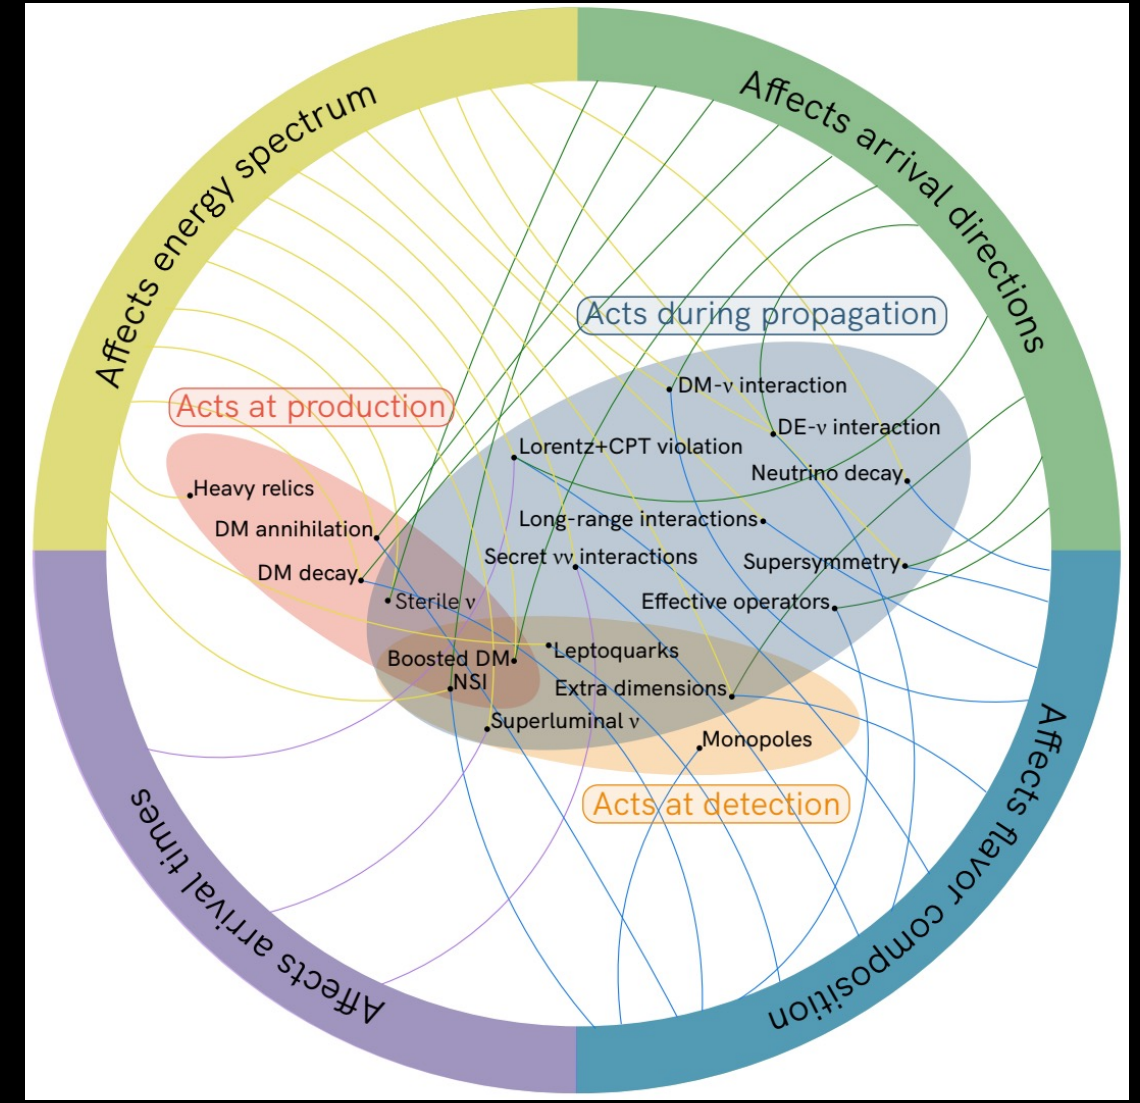 Affects energy spectrum
Affects arrival directions
Acts during propagation
DM-ν interaction
Acts at production
DE-ν interaction
Lorentz+CPT violation
Neutrino decay
Heavy relics
Long-range interactions
DM annihilation
Secret νν interactions
Supersymmetry
DM decay
Sterile ν
Effective operators
Leptoquarks
Boosted DM
NSI
Extra dimensions
Superluminal ν
Monopoles
Acts at detection
Affects arrival times
Affects flavor composition